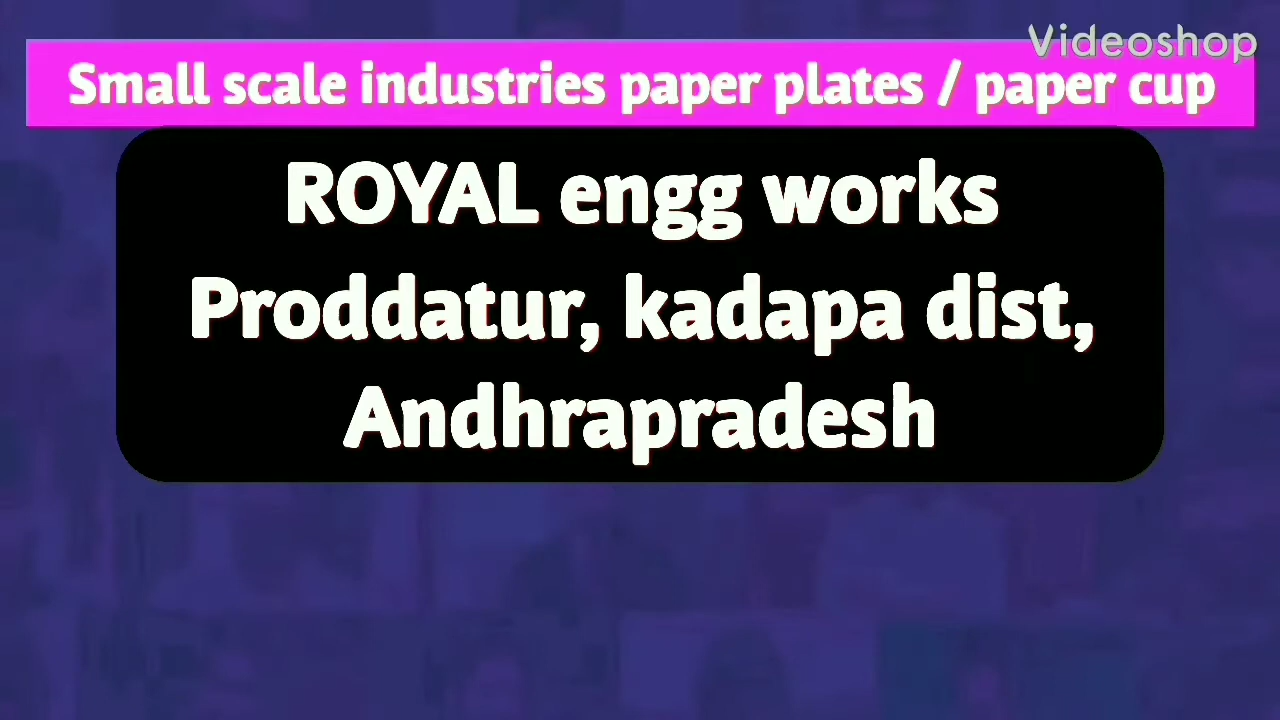 Videoshop
Small scale industries paper plates / paper cup
ROYAL engg works
Proddatur, kadapa dist,
Andhrapradesh